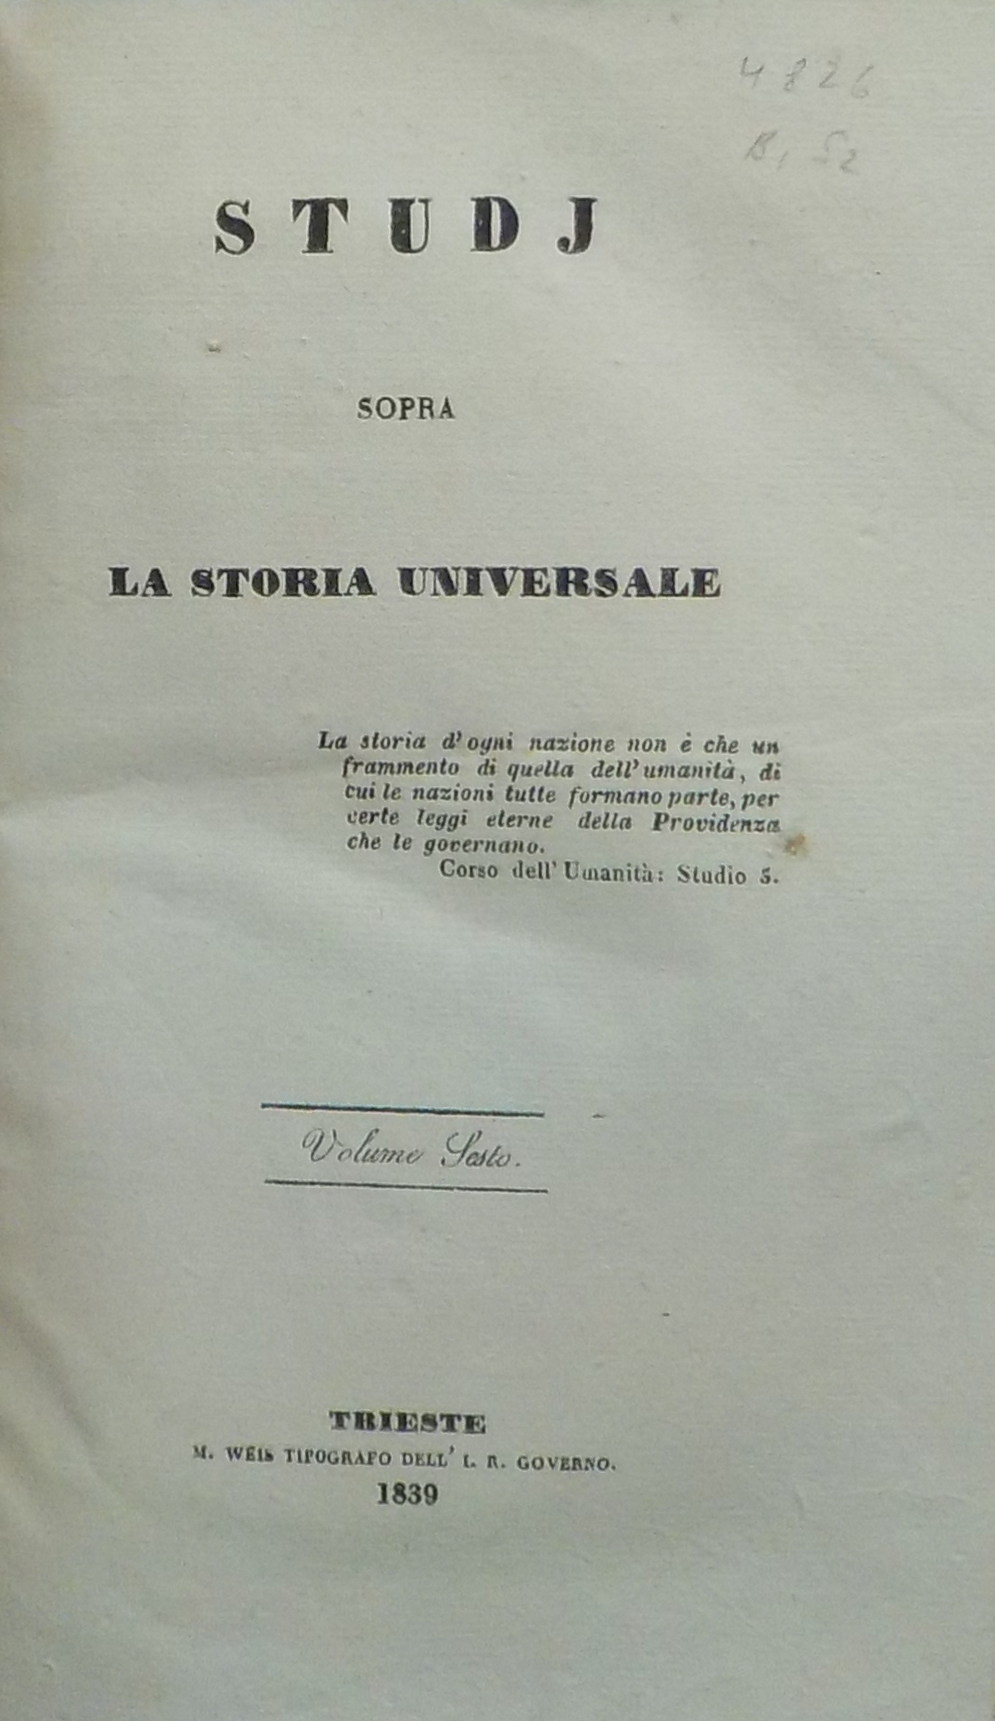 4826
B, 52
STUDJ
SOPRA
LA STORIA UNIVERSALE
La storia d'ogni nazione non è che un
frammento di quella dell'umanità, di
cui le nazioni tutte formano parte, per
certe leggi eterne della Providenza
che le governano.
Corso dell'Umanità: Studio 5.
Volume Sesto.
TRIESTE
M. WEIS TIPOGRAFO DELL' I. R. GOVERNO.
1839